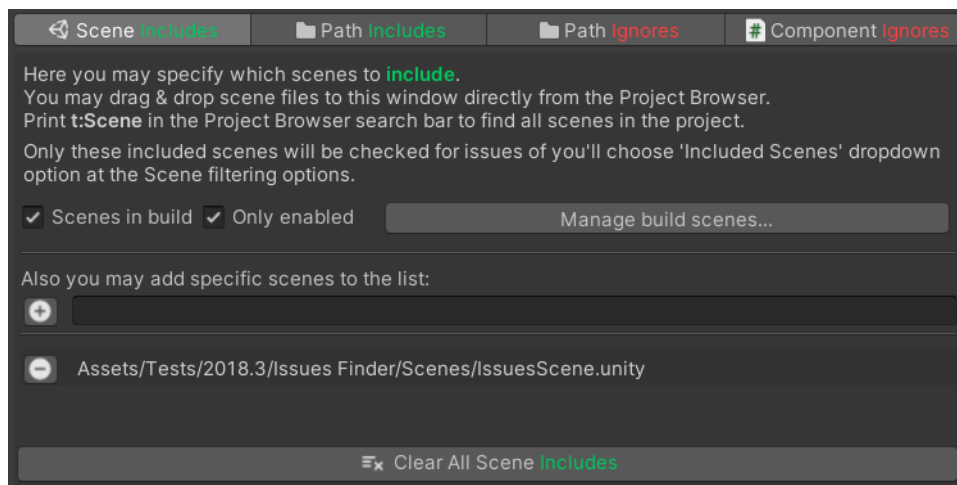 Scene Includes
Path Includes
Path Ignores
# Component Ignores
Here you may specify which scenes to include.
You may drag & drop scene files to this window directly from the Project Browser.
Print t:Scene in the Project Browser search bar to find all scenes in the project.
Only these included scenes will be checked for issues of you'll choose 'Included Scenes' dropdown
option at the Scene filtering options.
Scenes in build
Only enabled
Manage build scenes...
Also you may add specific scenes to the list:
Assets/Tests/2018.3/Issues Finder/Scenes/IssuesScene.unity
Clear All Scene Includes